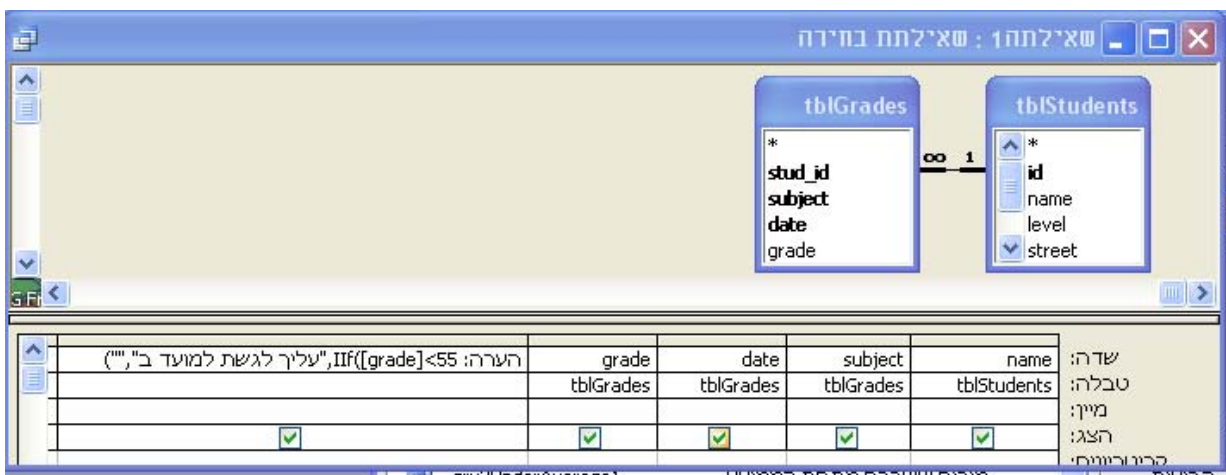 שאילתה1 : שאילתת בחירה
tblStudents
*
id
name
level
street
1 ∞
tblGrades
*
stud_id
subject
date
grade
שדה: name subject date grade הערה: IIf([grade]<55,"עליך לגשת למועד ב","")
טבלה: tblStudents tblGrades tblGrades tblGrades
מיין:
הצג:
קריטריונים: